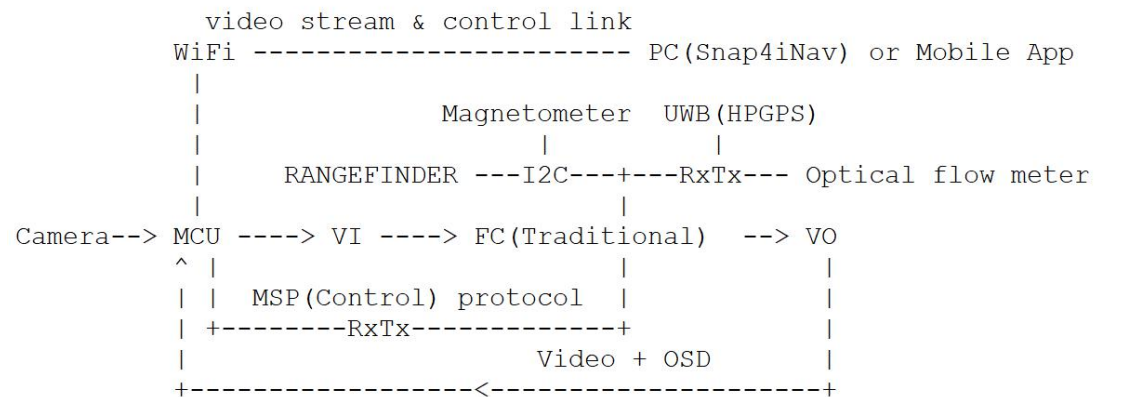 video stream & control link
          WiFi ------------------------ PC(Snap4iNav) or Mobile App
           |
           |               Magnetometer  UWB(HPGPS)
           |                     |          |
           |     RANGEFINDER ---I2C---+---RxTx--- Optical flow meter
           |                          |
Camera--> MCU ----> VI ----> FC(Traditional)  --> VO
          ^ |                         |            |
          | |  MSP(Control) protocol  |            |
          | +--------RxTx-------------+            |
          |                      Video + OSD       |
          +------------------<---------------------+